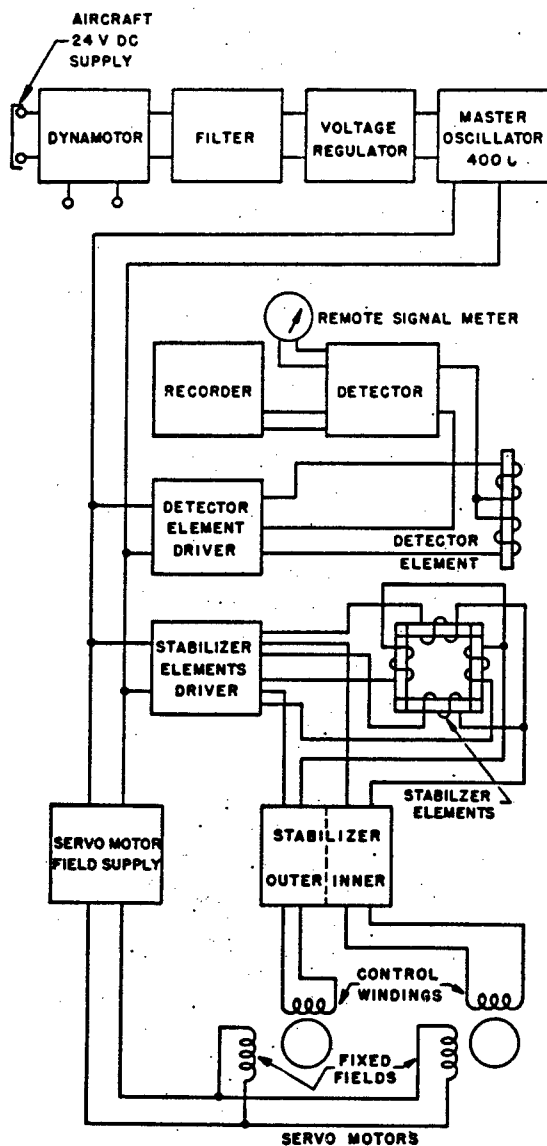 AIRCRAFT
24 V DC
SUPPLY
DYNAMOTOR
FILTER
VOLTAGE
REGULATOR
MASTER
OSCILLATOR
400
REMOTE SIGNAL METER
RECORDER
DETECTOR
DETECTOR
ELEMENT
DRIVER
DETECTOR
ELEMENT
STABILIZER
ELEMENTS
DRIVER
STABILZER
ELEMENTS
SERVO MOTOR
FIELD SUPPLY
STABILIZER
OUTER INNER
CONTROL
WINDINGS
FIXED
FIELDS
SERVO MOTORS